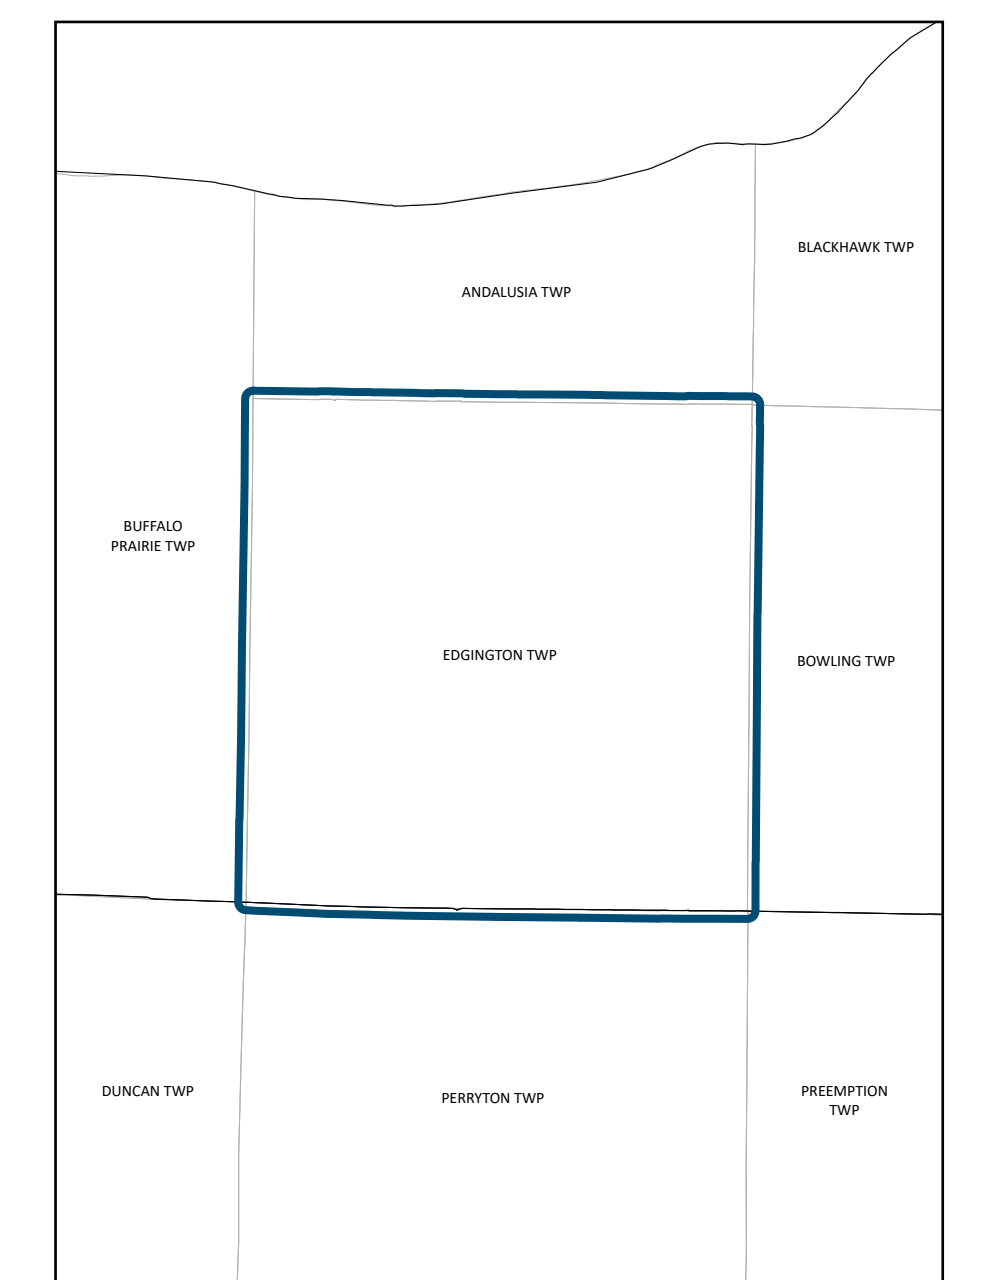 BLACKHAWK TWP
ANDALUSIA TWP
BUFFALO
PRAIRIE TWP
EDGINGTON TWP
BOWLING TWP
DUNCAN TWP
PERRYTON TWP
PREEMPTION
TWP